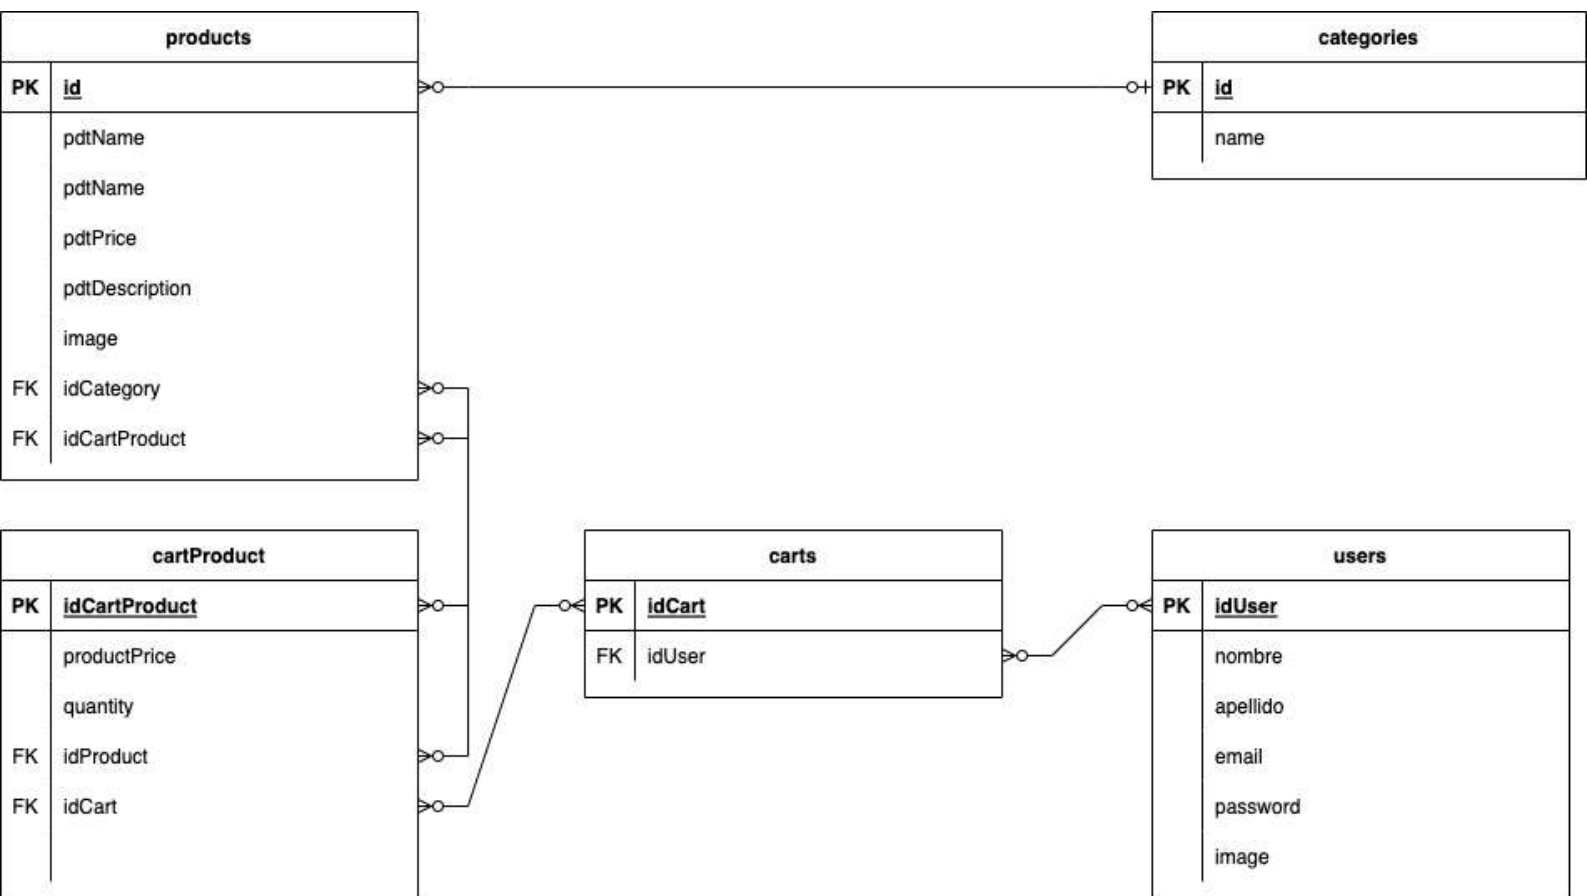 products
PK id
pdtName
pdtName
pdtPrice
pdtDescription
image
FK idCategory
FK idCartProduct
categories
PK id
name
cartProduct
PK idCartProduct
productPrice
quantity
FK idProduct
FK idCart
carts
PK idCart
FK idUser
users
PK idUser
nombre
apellido
email
password
image